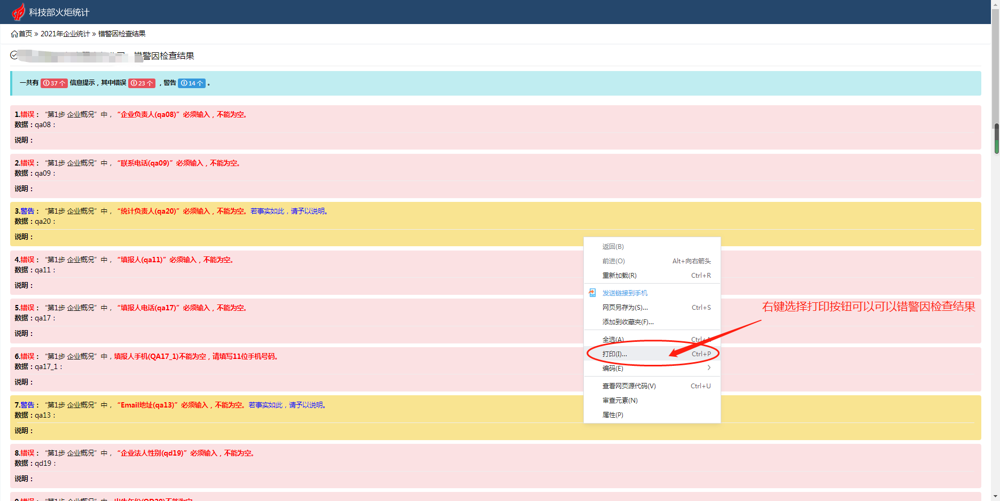 科技部火炬统计
首页 » 2021年企业统计 » 错警因检查结果
错警因检查结果
一共有 37 个 信息提示，其中错误 23 个 ，警告 14 个 。
1.错误：“第1步 企业概况”中，“企业负责人(qa08)”必须输入，不能为空。
数据：qa08：
说明：
2.错误：“第1步 企业概况”中，“联系电话(qa09)”必须输入，不能为空。
数据：qa09：
说明：
3.警告：“第1步 企业概况”中，“统计负责人(qa20)”必须输入，不能为空。若事实如此，请予以说明。
数据：qa20：
说明：
4.错误：“第1步 企业概况”中，“填报人(qa11)”必须输入，不能为空。
数据：qa11：
说明：
5.错误：“第1步 企业概况”中，“填报人电话(qa17)”必须输入，不能为空。
数据：qa17：
说明：
6.错误：“第1步 企业概况”中，填报人手机(QA17_1)不能为空，请填写11位手机号码。
数据：qa17_1：
说明：
7.警告：“第1步 企业概况”中，“Email地址(qa13)”必须输入，不能为空。若事实如此，请予以说明。
数据：qa13：
说明：
8.错误：“第1步 企业概况”中，“企业法人性别(qd19)”必须输入，不能为空。
数据：qd19：
说明：
9.错误：“第1步 企业概况”中，出生年份(QD20)不能为空
返回(B)
前进(O) Alt+向右箭头
重新加载(R) Ctrl+R
发送链接到手机
网页另存为(S)... Ctrl+S
添加到收藏夹(F)...
全选(A) Ctrl+A
打印(I)... Ctrl+P
编码(E)
查看网页源代码(V) Ctrl+U
审查元素(N)
属性(P)
右键选择打印按钮可以可以错警因检查结果